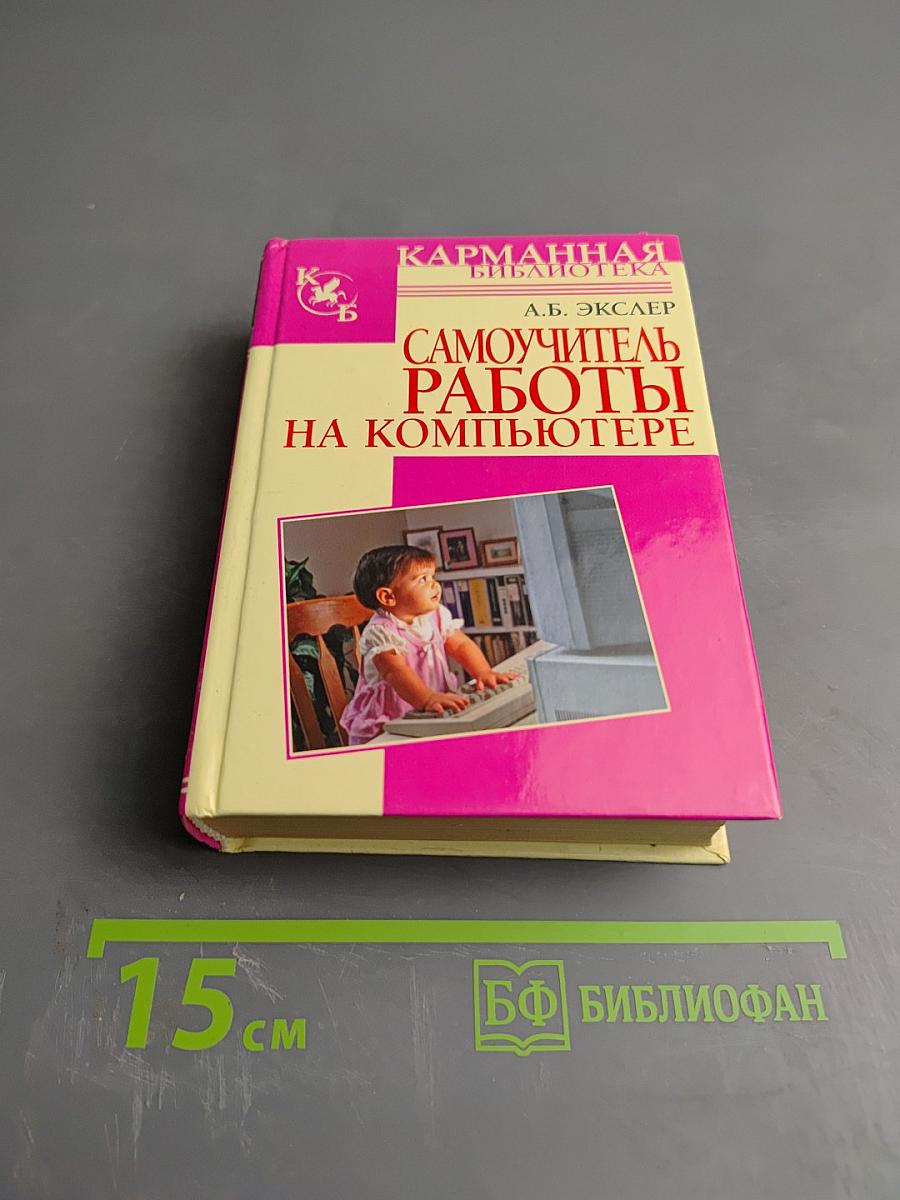 КАРМАННАЯ
БИБЛИОТЕКА
К
Б
А.Б. ЭКСЛЕР
САМОУЧИТЕЛЬ
РАБОТЫ
НА КОМПЬЮТЕРЕ
15 см
БФ БИБЛИОФАН